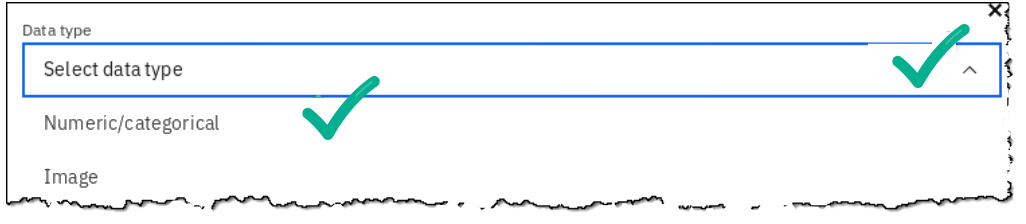 Data type
Select data type
Numeric/categorical
Image